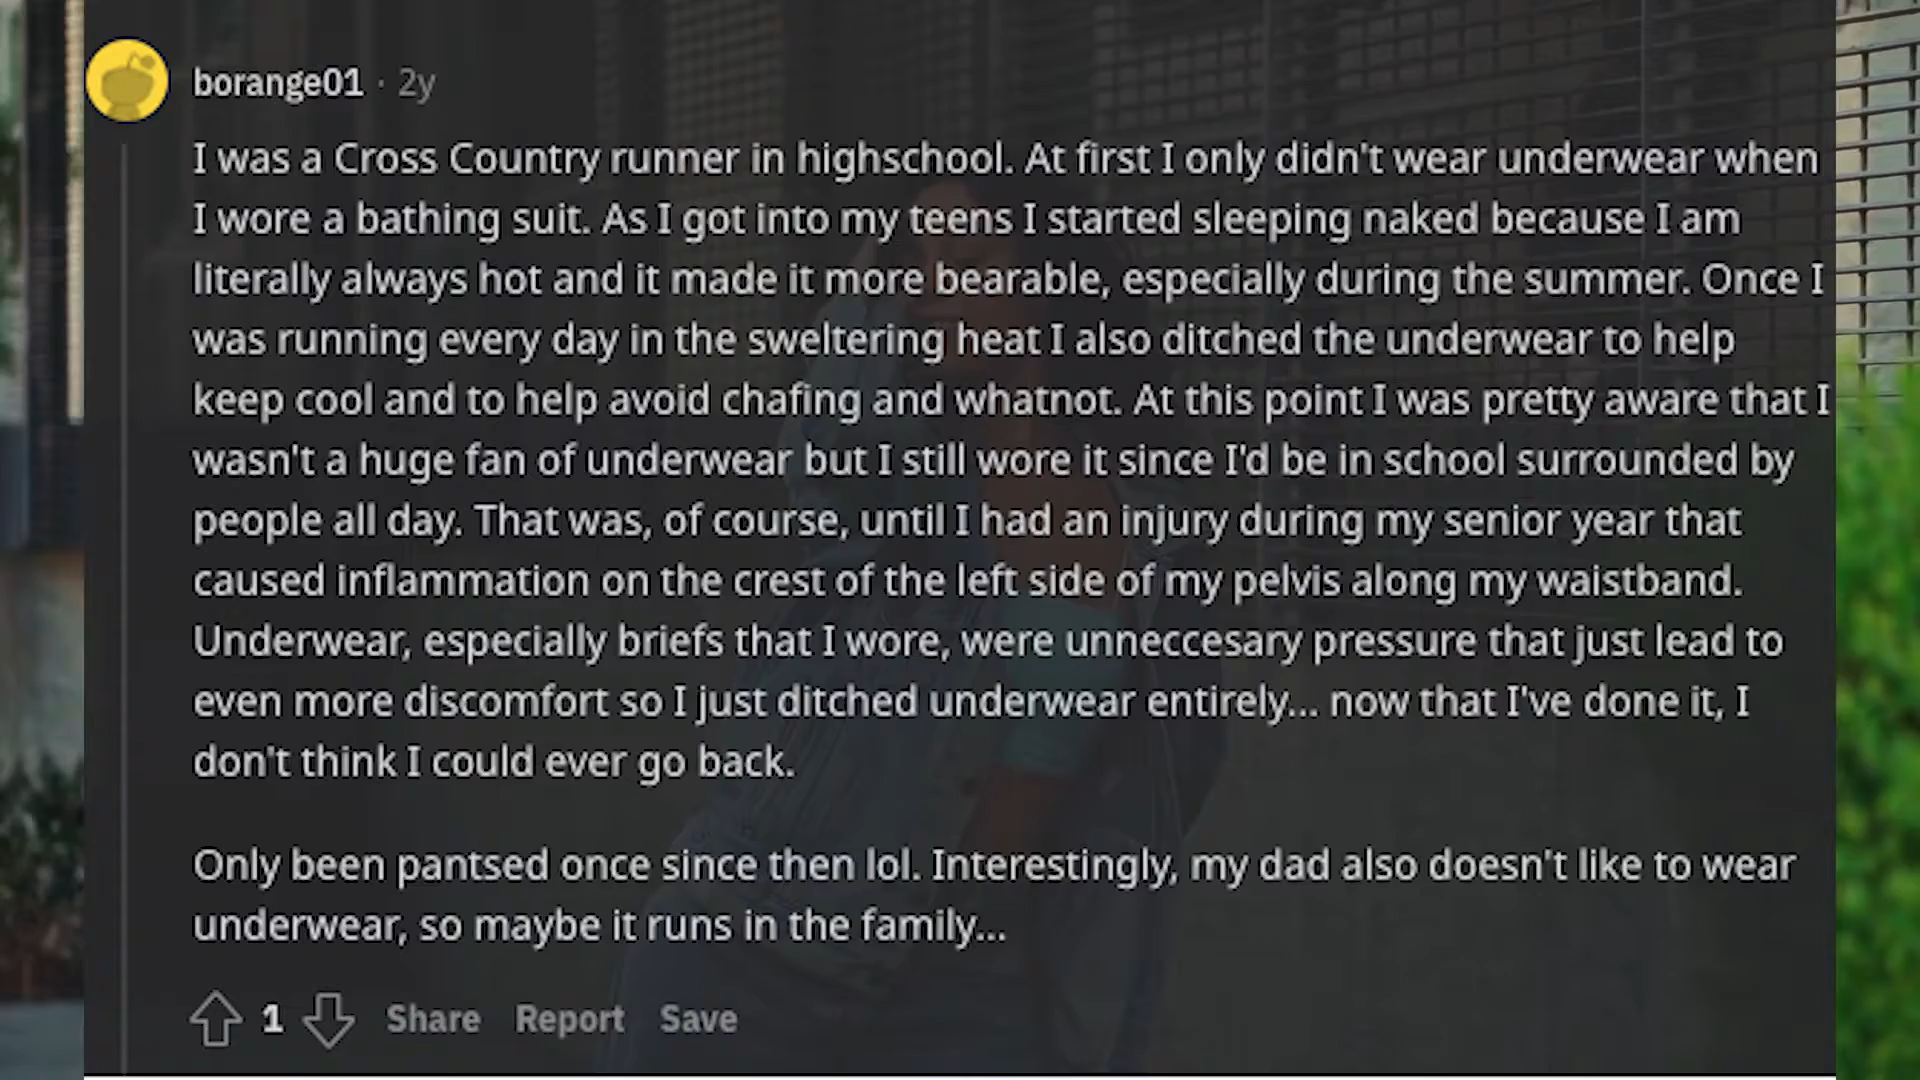 borange01 · 2y
I was a Cross Country runner in highschool. At first I only didn't wear underwear when
I wore a bathing suit. As I got into my teens I started sleeping naked because I am
literally always hot and it made it more bearable, especially during the summer. Once I
was running every day in the sweltering heat I also ditched the underwear to help
keep cool and to help avoid chafing and whatnot. At this point I was pretty aware that I
wasn't a huge fan of underwear but I still wore it since I'd be in school surrounded by
people all day. That was, of course, until I had an injury during my senior year that
caused inflammation on the crest of the left side of my pelvis along my waistband.
Underwear, especially briefs that I wore, were unneccesary pressure that just lead to
even more discomfort so I just ditched underwear entirely... now that I've done it, I
don't think I could ever go back.
Only been pantsed once since then lol. Interestingly, my dad also doesn't like to wear
underwear, so maybe it runs in the family...
1 Share Report Save